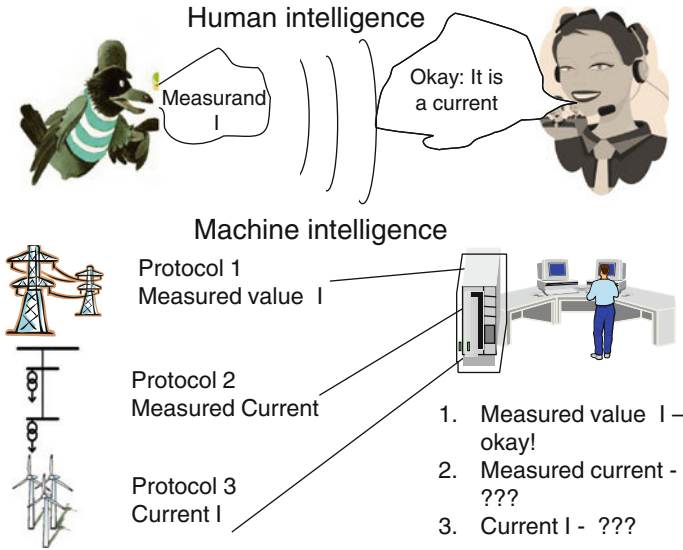 Human intelligence
Measurand
I
Okay: It is
a current
Machine intelligence
Protocol 1
Measured value I
Protocol 2
Measured Current
Protocol 3
Current I
1. Measured value I –
okay!
2. Measured current -
???
3. Current I - ???